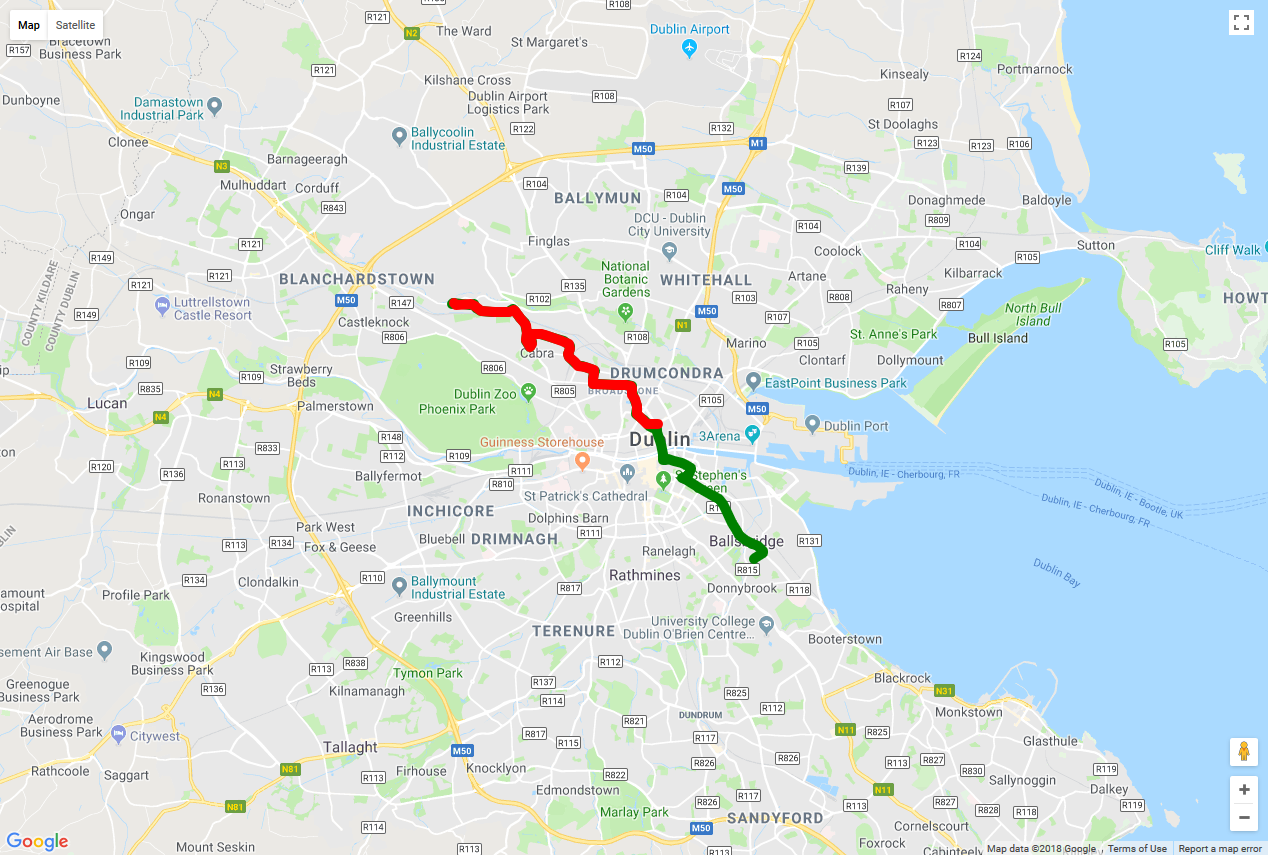 Map
Satellite
R108
R121
N2
The Ward
St Margaret's
Dublin Airport
R157
Bracetown
Business Park
R121
Kilshane Cross
Kinsealy
R124
Portmarnock
Dunboyne
Damastown
Industrial Park
Dublin Airport
Logistics Park
R108
R107
R122
R132
St Doolaghs
Clonee
Ballycoolin
Industrial Estate
M50
M1
R123
R123
R106
N3
Barnageeragh
R139
Mulhuddart
Corduff
R104
BALLYMUN
R104
M50
Donaghmede
Baldoyle
Ongar
R843
DCU - Dublin
City University
R104
R809
R121
Finglas
Coolock
R104
Sutton
Cliff Walk
R149
R105
COUNTY KILDARE
COUNTY DUBLIN
R121
R121
BLANCHARDSTOWN
National
Botanic
Gardens
WHITEHALL
Artane
Kilbarrack
R135
Raheny
Luttrellstown
Castle Resort
M50
R147
R102
R103
R808
R807
North Bull
Island
HOWT
R149
Castleknock
M50
R107
N1
R806
R108
Marino
R105
St. Anne's Park
Bull Island
R105
Cabra
Clontarf
Dollymount
ip
R109
R806
DRUMCONDRA
Strawberry
Beds
R109
EastPoint Business Park
R835
N4
Dublin Zoo
Phoenix Park
R805
BROADSTONE
Lucan
Palmerstown
R105
M50
N4
Dublin Port
R148
Guinness Storehouse
Dublin
3Arena
R833
R112
R109
on
R120
R113
R136
R111
R810
St Stephen's
Green
Dublin, IE - Cherbourg, FR
Ballyfermot
St Patrick's Cathedral
Dublin, IE - Bootle, UK
Dublin, IE - Cherbourg, FR
Ronanstown
INCHICORE
Dolphins Barn
Park West
R111
Bluebell
DRIMNAGH
Ballsbridge
R131
R113
R134
Fox & Geese
Ranelagh
R815
Dublin Bay
Clondalkin
R110
Rathmines
R134
Ballymount
Industrial Estate
R817
Donnybrook
R118
amount
ospital
Profile Park
Greenhills
TERENURE
University College
Dublin O'Brien Centre...
Booterstown
sement Air Base
Kingswood
Business Park
R838
R113
R112
Tymon Park
Blackrock
Greenogue
Business Park
R136
Kilnamanagh
R137
R114
R825
N31
R112
Monkstown
Aerodrome
Business Park
DUNDRUM
R821
Citywest
Tallaght
M50
R817
R115
R117
N11
R825
Glasthule
R826
R826
R113
R827
Rathcoole
Saggart
N81
R113
Firhouse
Knocklyon
R822
R830
R119
Sallynoggin
Dalkey
Edmondstown
N11
R117
R826
R113
R827
R828
R118
R119
N81
Marlay Park
SANDYFORD
R114
M50
Cornelscourt
Google
Mount Seskin
R113
Foxrock
Cabinteely
Map data ©2018 Google
Terms of Use
Report a map error